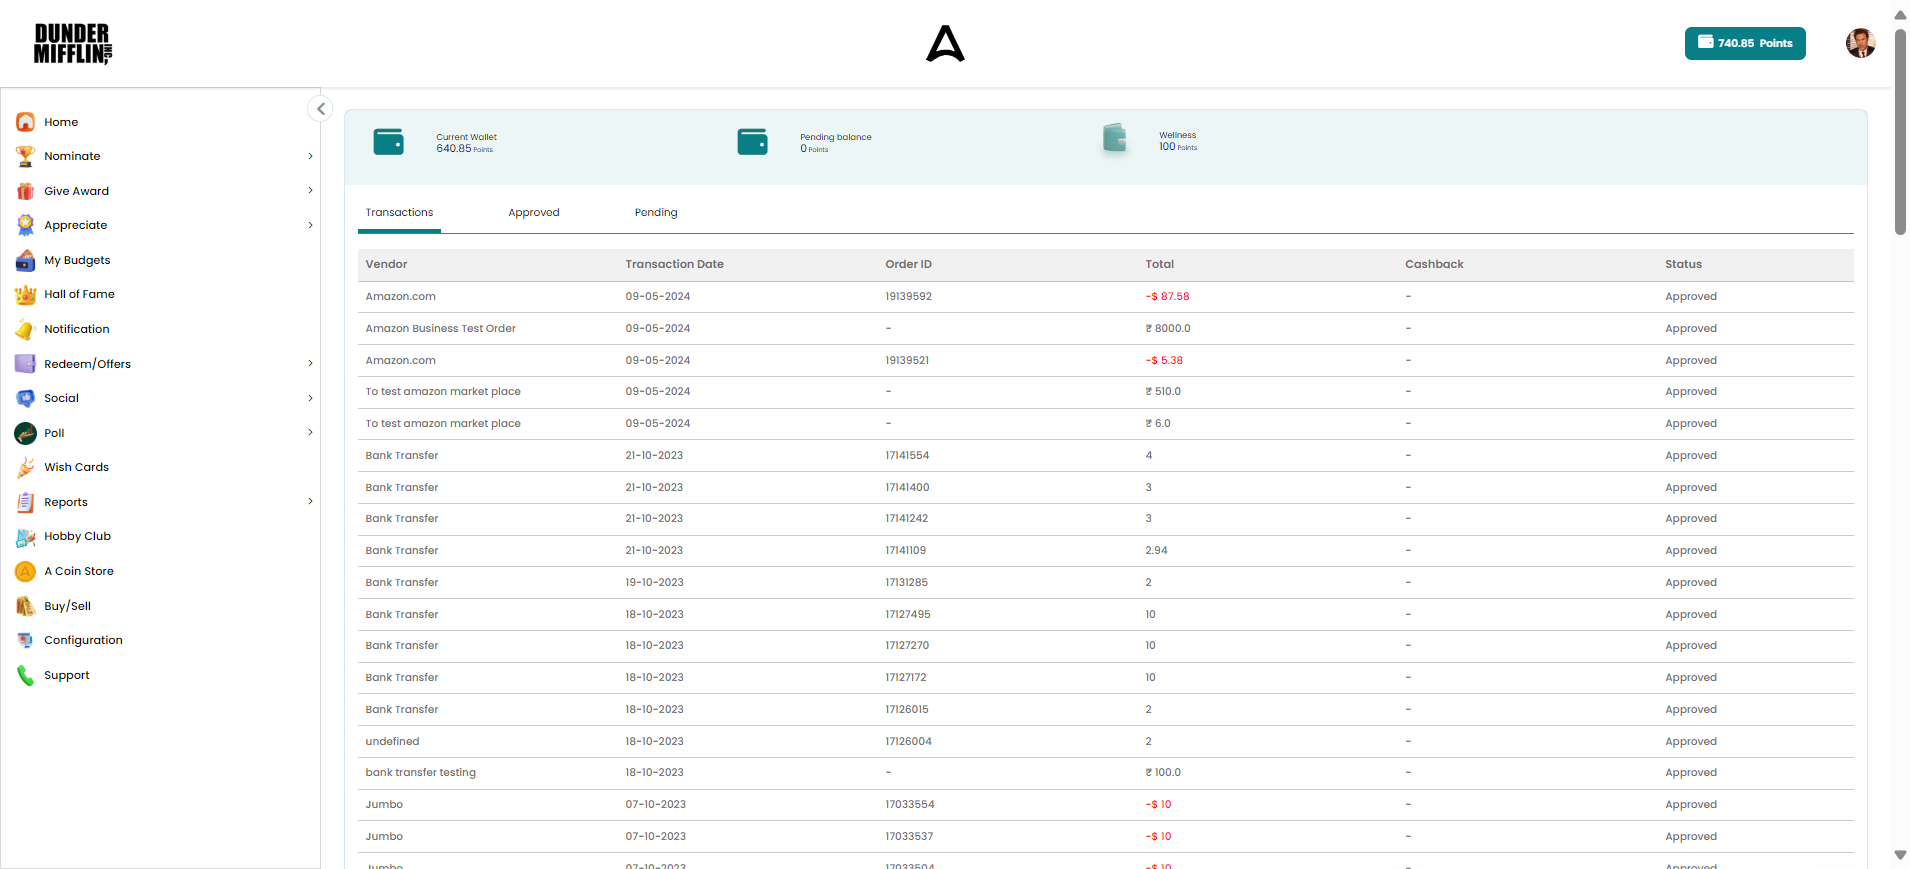 DUNDER
MIFFLIN, INC
740.85 Points
Home
Nominate
Give Award
Appreciate
My Budgets
Hall of Fame
Notification
Redeem/Offers
Social
Poll
Wish Cards
Reports
Hobby Club
A Coin Store
Buy/Sell
Configuration
Support
Current Wallet
640.85 Points
Pending balance
0 Points
Wellness
100 Points
Transactions Approved Pending
Vendor Transaction Date Order ID Total Cashback Status
Amazon.com 09-05-2024 19139592 -$ 87.58 - Approved
Amazon Business Test Order 09-05-2024 - ₹ 8000.0 - Approved
Amazon.com 09-05-2024 19139521 -$ 5.38 - Approved
To test amazon market place 09-05-2024 - ₹ 510.0 - Approved
To test amazon market place 09-05-2024 - ₹ 6.0 - Approved
Bank Transfer 21-10-2023 17141554 4 - Approved
Bank Transfer 21-10-2023 17141400 3 - Approved
Bank Transfer 21-10-2023 17141242 3 - Approved
Bank Transfer 21-10-2023 17141109 2.94 - Approved
Bank Transfer 19-10-2023 17131285 2 - Approved
Bank Transfer 18-10-2023 17127495 10 - Approved
Bank Transfer 18-10-2023 17127270 10 - Approved
Bank Transfer 18-10-2023 17127172 10 - Approved
Bank Transfer 18-10-2023 17126015 2 - Approved
undefined 18-10-2023 17126004 2 - Approved
bank transfer testing 18-10-2023 - ₹ 100.0 - Approved
Jumbo 07-10-2023 17033554 -$ 10 - Approved
Jumbo 07-10-2023 17033537 -$ 10 - Approved
Jumbo 07-10-2023 17033504 -$ 10 - Approved